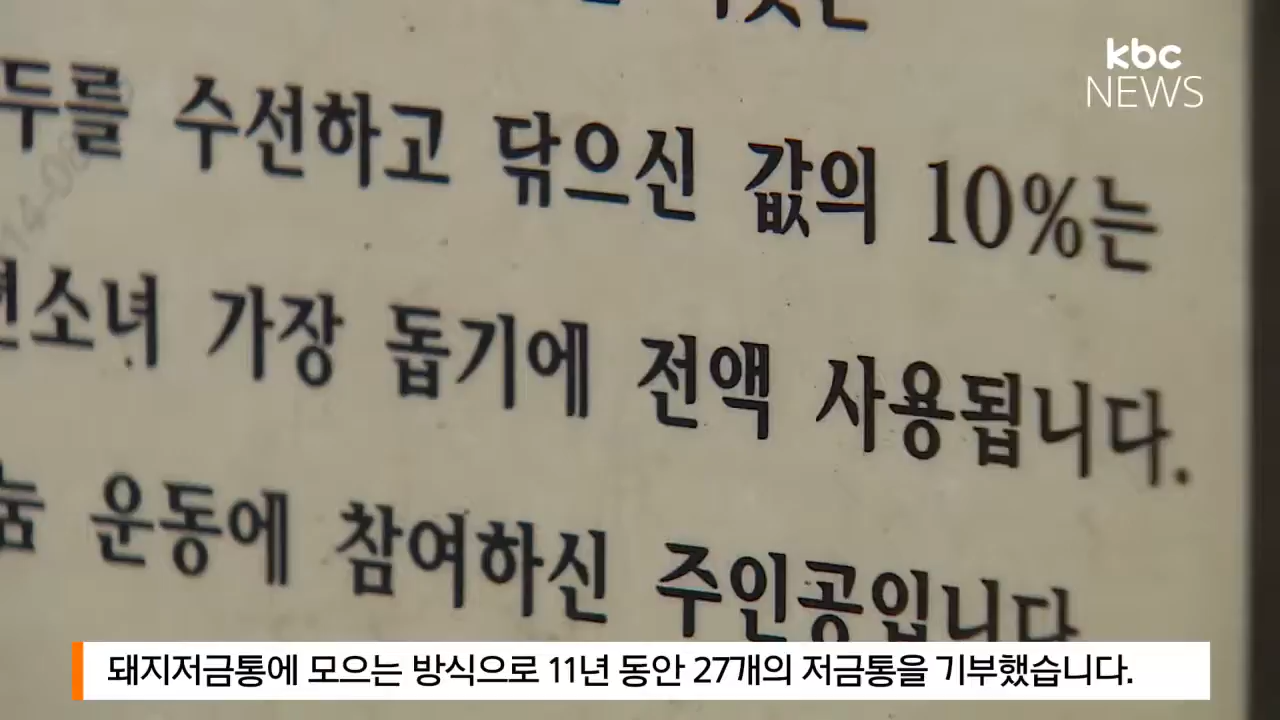 kbc
NEWS
두를 수선하고 닦으신 값의 10%는
소녀 가장 돕기에 전액 사용됩니다.
눔 운동에 참여하신 주인공입니다
돼지저금통에 모으는 방식으로 11년 동안 27개의 저금통을 기부했습니다.